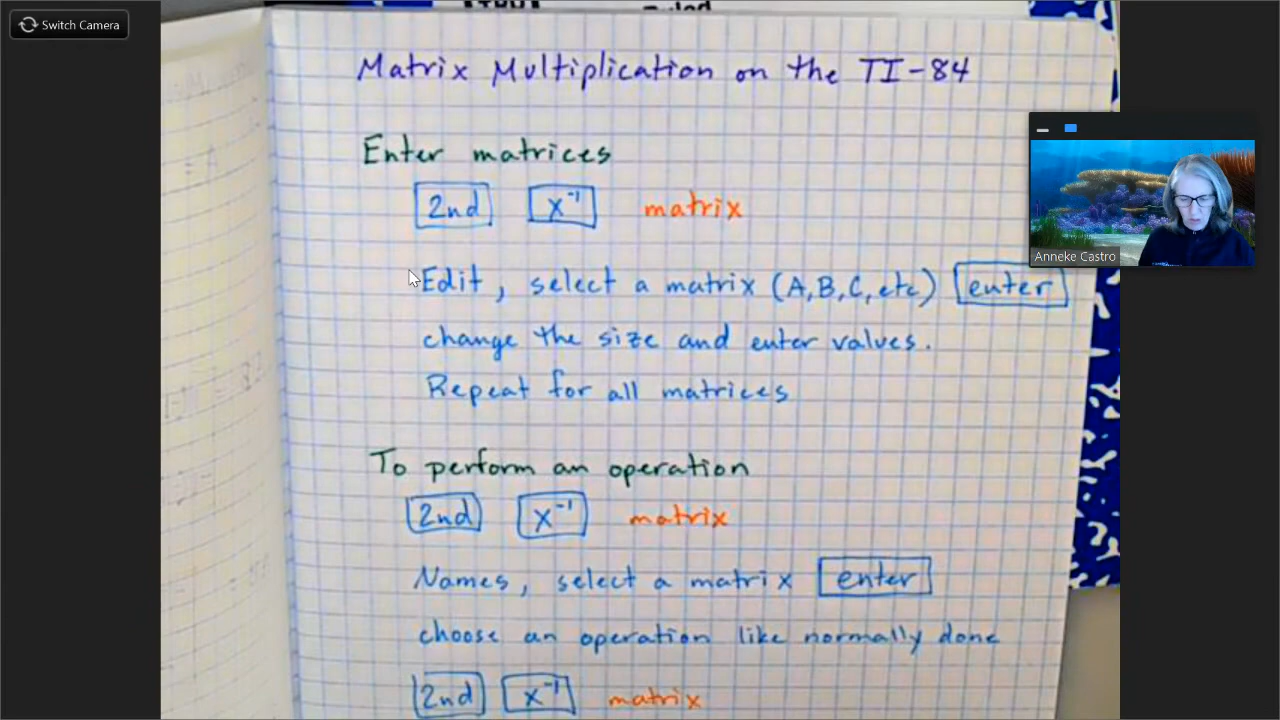 Switch Camera
Matrix Multiplication on the TI-84
Enter matrices
2nd x⁻¹ matrix
Anneke Castro
Edit, select a matrix (A,B,C,etc) enter
change the size and enter values.
Repeat for all matrices
To perform an operation
2nd x⁻¹ matrix
Names, select a matrix enter
choose an operation like normally done
2nd x⁻¹ matrix